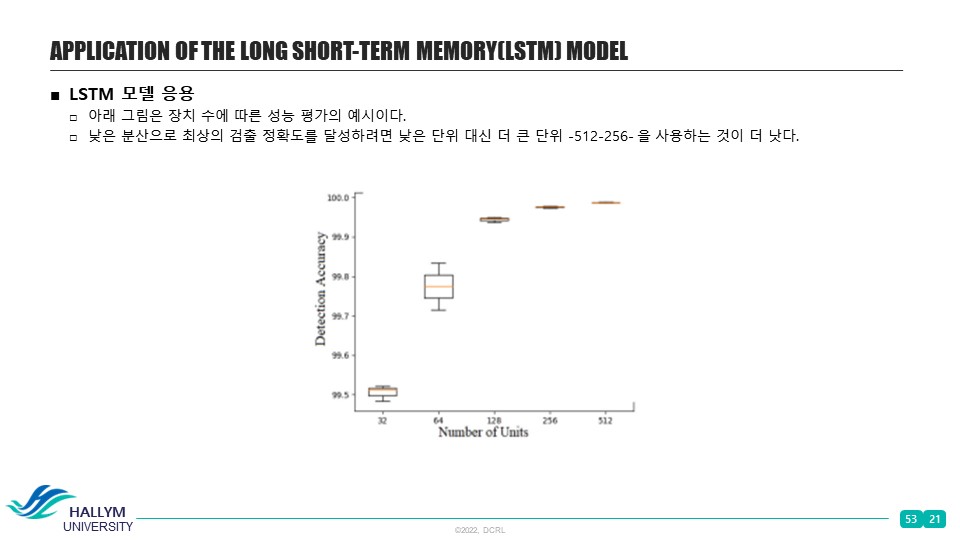 APPLICATION OF THE LONG SHORT-TERM MEMORY(LSTM) MODEL
■ LSTM 모델 응용
□ 아래 그림은 장치 수에 따른 성능 평가의 예시이다.
□ 낮은 분산으로 최상의 검출 정확도를 달성하려면 낮은 단위 대신 더 큰 단위 -512-256- 을 사용하는 것이 더 낫다.
100.0
99.9
99.8
99.7
99.6
99.5
Detection Accuracy
32 64 128 256 512
Number of Units
HALLYM
UNIVERSITY
©2022, DCRL
53 21